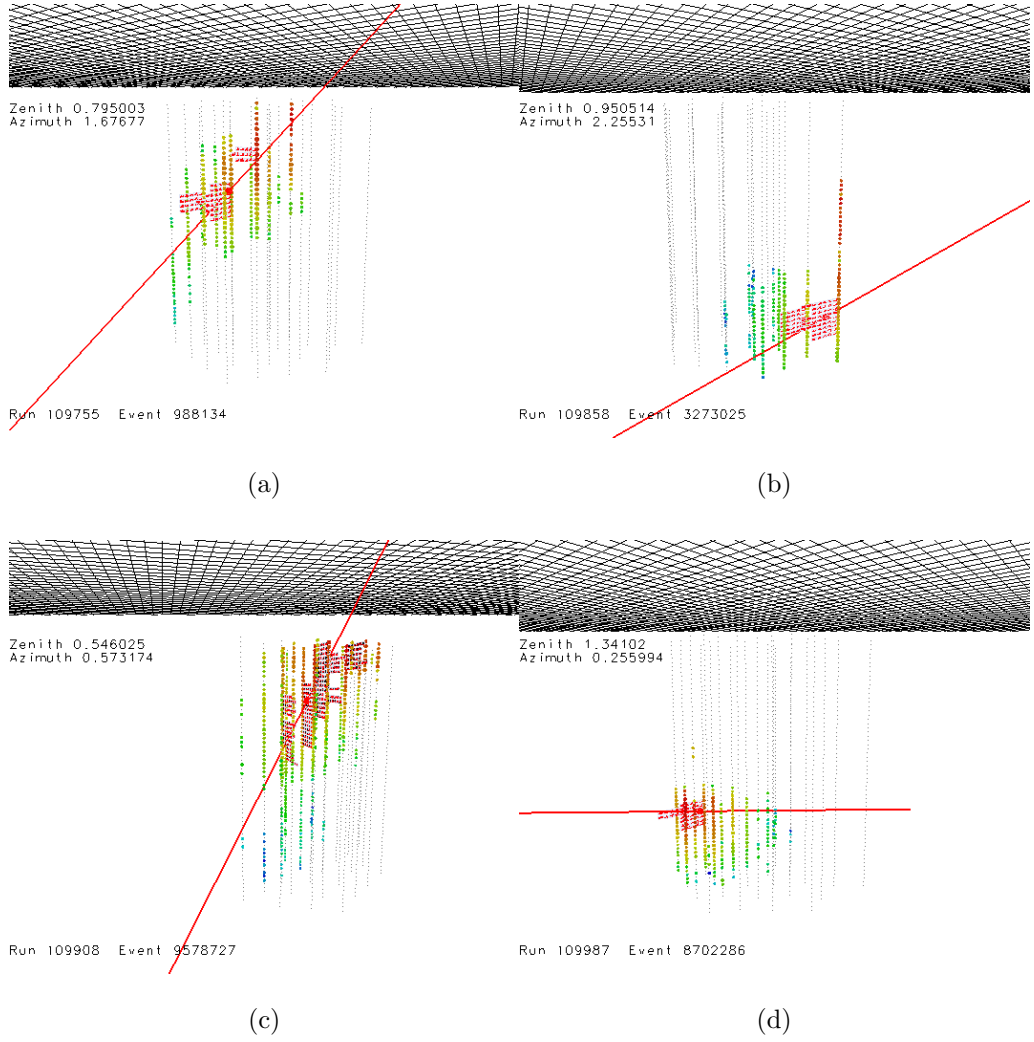 Zenith 0.795003
Azimuth 1.67677
Run 109755 Event 988134
(a)
Zenith 0.950514
Azimuth 2.25531
Run 109858 Event 3273025
(b)
Zenith 0.546025
Azimuth 0.573174
Run 109908 Event 9578727
(c)
Zenith 1.34102
Azimuth 0.255994
Run 109987 Event 8702286
(d)